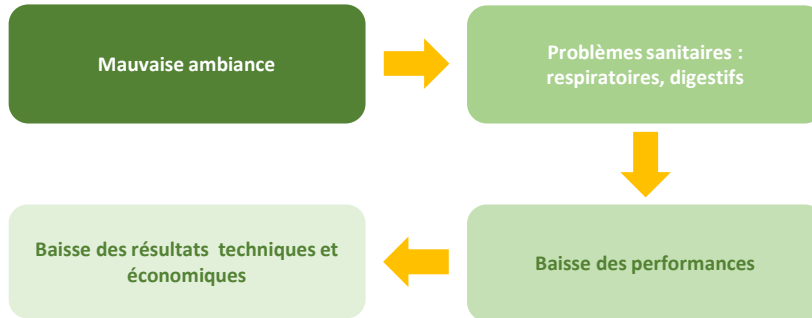 Mauvaise ambiance
Problèmes sanitaires :
respiratoires, digestifs
Baisse des performances
Baisse des résultats techniques et
économiques